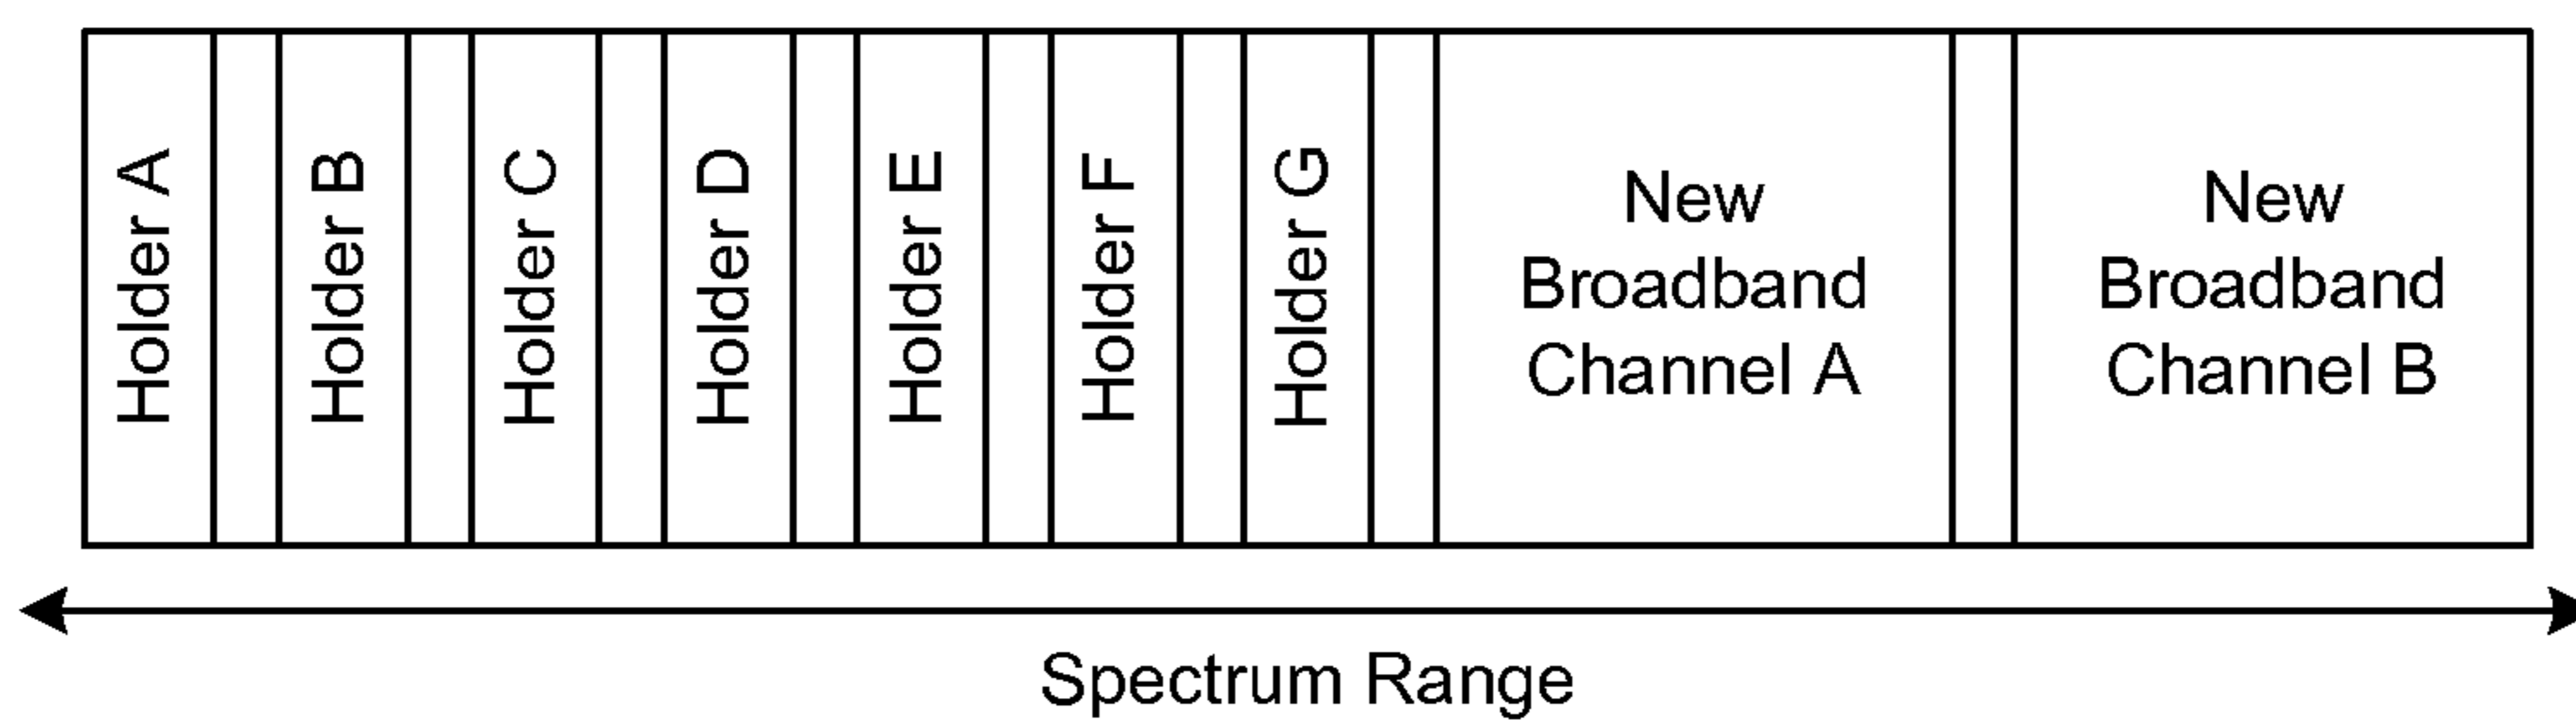 Holder A
Holder B
Holder C
Holder D
Holder E
Holder F
Holder G
New
Broadband
Channel A
New
Broadband
Channel B
Spectrum Range